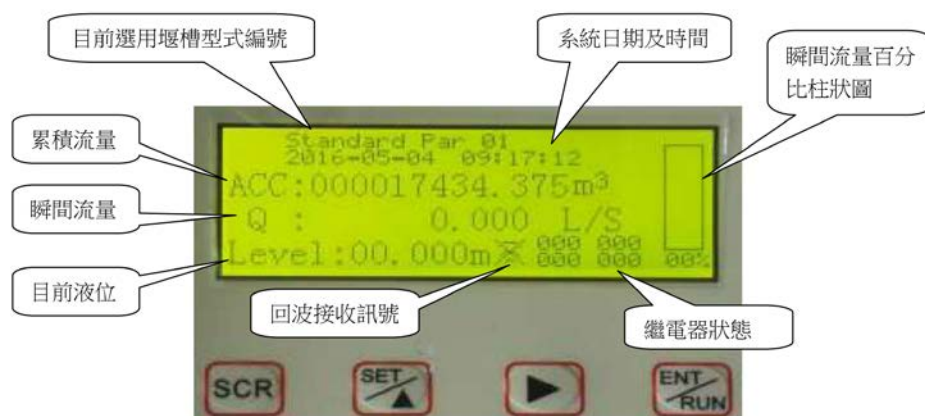 目前選用堰槽型式編號
系統日期及時間
瞬間流量百分
比柱狀圖
累積流量
瞬間流量
目前液位
Standard Par 01
2016-05-04 09:17:12
ACC:000017434.375m³
Q : 0.000 L/S
Level:00.000m
000 000
000 000
00%
回波接收訊號
繼電器狀態
SCR
SET
ENT
RUN